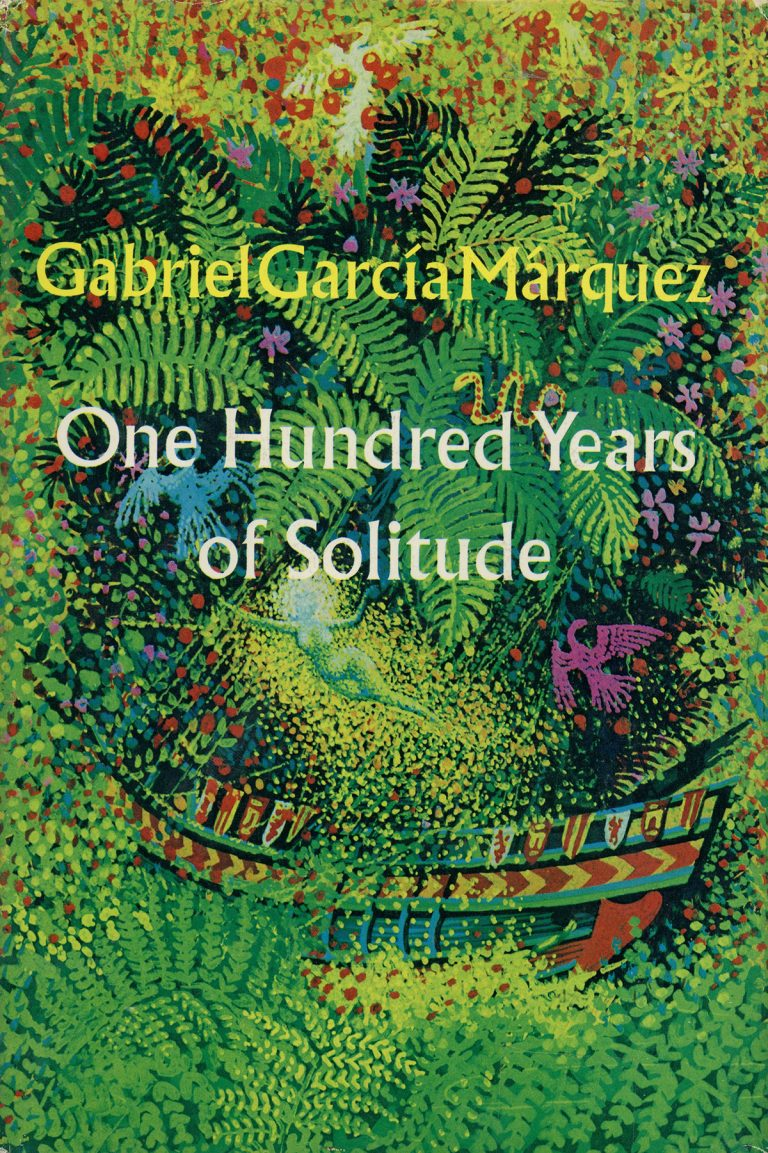 Gabriel García Márquez
One Hundred Years
of Solitude